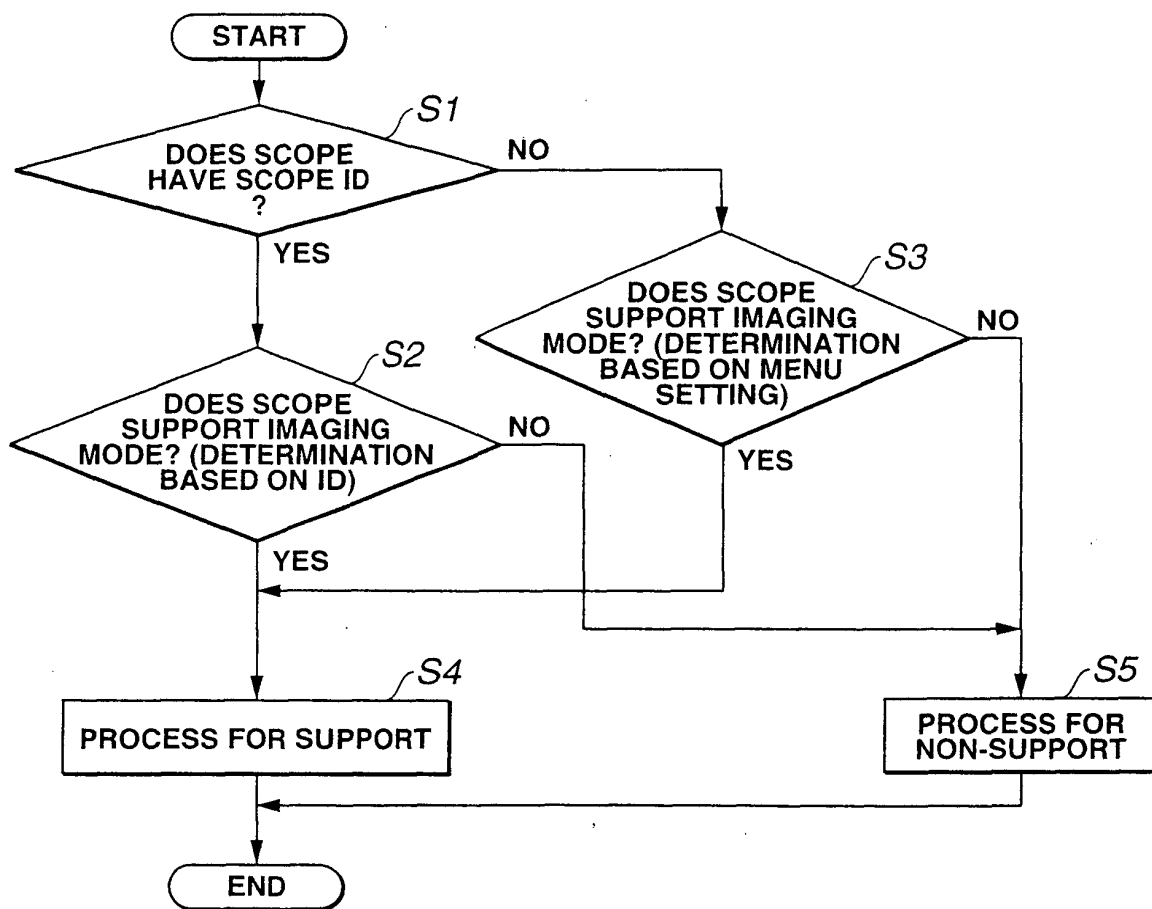 START
S1
DOES SCOPE
HAVE SCOPE ID
?
NO
YES
S3
DOES SCOPE
SUPPORT IMAGING
MODE? (DETERMINATION
BASED ON MENU
SETTING)
NO
YES
S2
DOES SCOPE
SUPPORT IMAGING
MODE? (DETERMINATION
BASED ON ID)
NO
YES
S4
PROCESS FOR SUPPORT
S5
PROCESS FOR
NON-SUPPORT
END